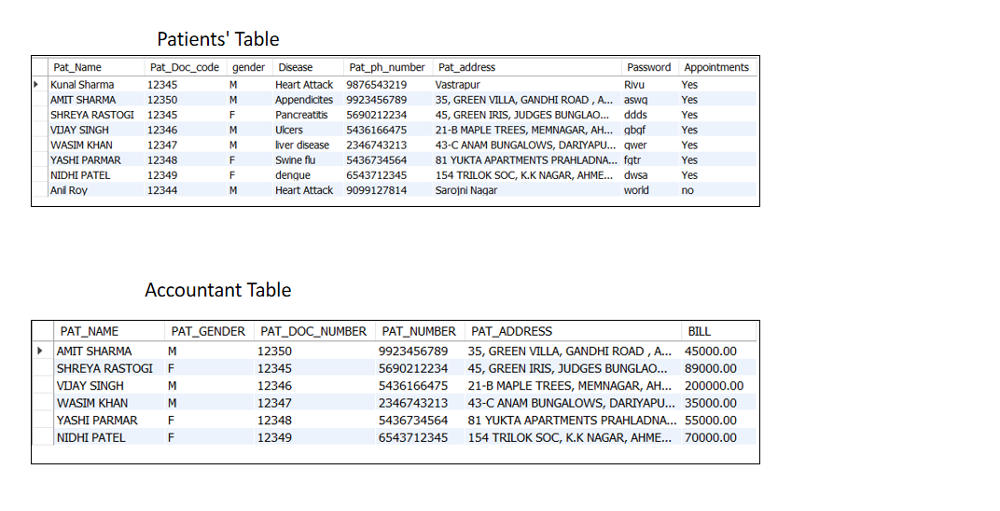 Patients' Table
Pat_Name Pat_Doc_code gender Disease Pat_ph_number Pat_address Password Appointments
Kunal Sharma 12345 M Heart Attack 9876543219 Vastrapur Rivu Yes
AMIT SHARMA 12350 M Appendicites 9923456789 35, GREEN VILLA, GANDHI ROAD , A... aswq Yes
SHREYA RASTOGI 12345 F Pancreatitis 5690212234 45, GREEN IRIS, JUDGES BUNGLAO... ddds Yes
VIJAY SINGH 12346 M Ulcers 5436166475 21-B MAPLE TREES, MEMNAGAR, AH... gbgf Yes
WASIM KHAN 12347 M liver disease 2346743213 43-C ANAM BUNGALOWS, DARIYAPU... qwer Yes
YASHI PARMAR 12348 F Swine flu 5436734564 81 YUKTA APARTMENTS PRAHLADNA... fgtr Yes
NIDHI PATEL 12349 F dengue 6543712345 154 TRILOK SOC, K.K NAGAR, AHME... dwsa Yes
Anil Roy 12344 M Heart Attack 9099127814 Sarojni Nagar world no
Accountant Table
PAT_NAME PAT_GENDER PAT_DOC_NUMBER PAT_NUMBER PAT_ADDRESS BILL
AMIT SHARMA M 12350 9923456789 35, GREEN VILLA, GANDHI ROAD , A... 45000.00
SHREYA RASTOGI F 12345 5690212234 45, GREEN IRIS, JUDGES BUNGLAO... 89000.00
VIJAY SINGH M 12346 5436166475 21-B MAPLE TREES, MEMNAGAR, AH... 200000.00
WASIM KHAN M 12347 2346743213 43-C ANAM BUNGALOWS, DARIYAPU... 35000.00
YASHI PARMAR F 12348 5436734564 81 YUKTA APARTMENTS PRAHLADNA... 55000.00
NIDHI PATEL F 12349 6543712345 154 TRILOK SOC, K.K NAGAR, AHME... 70000.00